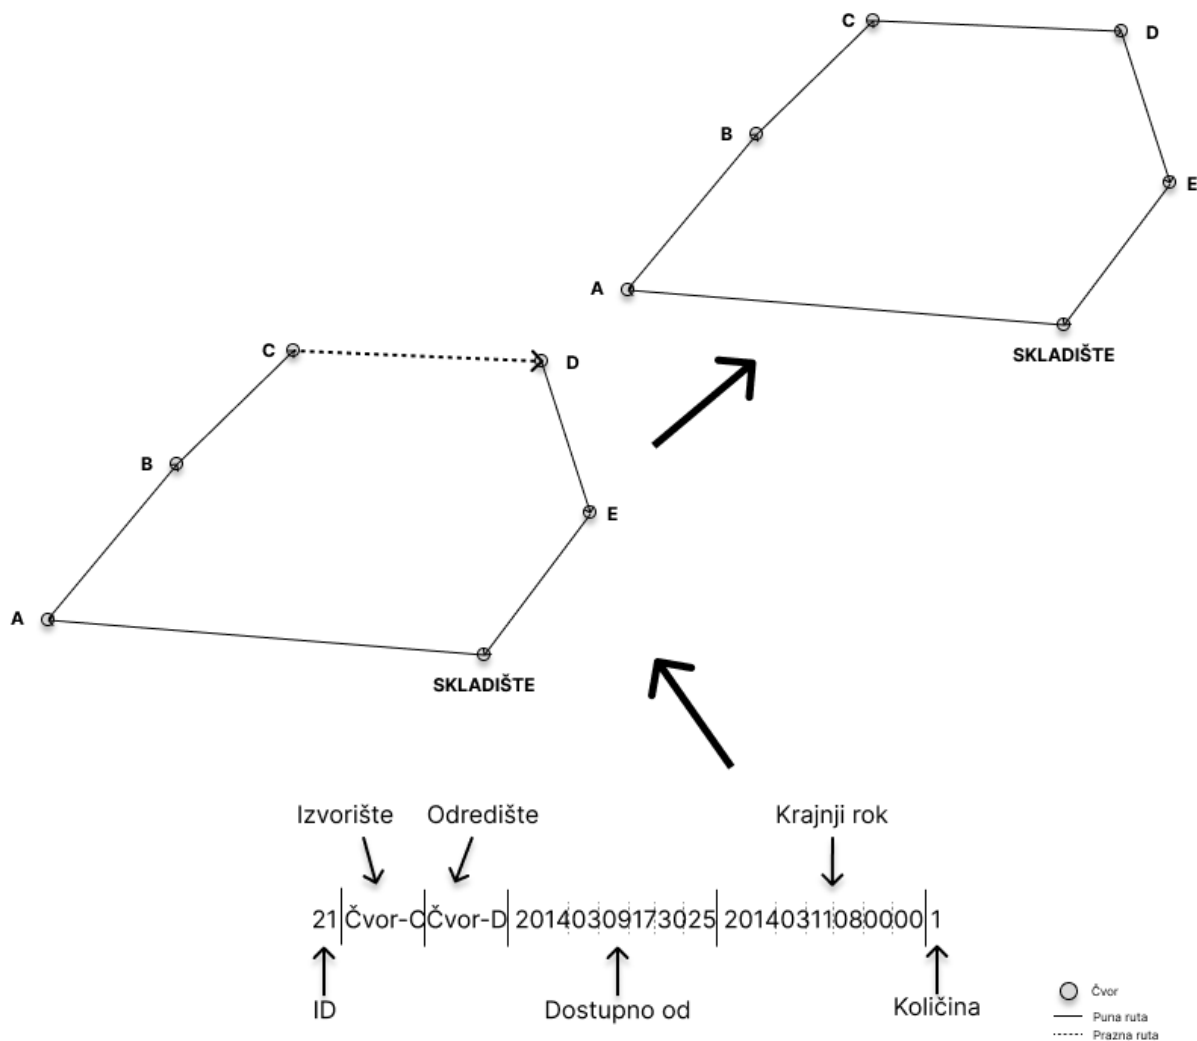 C
D
B
E
A
SKLADIŠTE
C
D
B
E
A
SKLADIŠTE
Izvorište Odredište Krajnji rok
21 Čvor-C Čvor-D 20140309173025 20140311080000 1
ID Dostupno od Količina
Čvor
Puna ruta
Prazna ruta